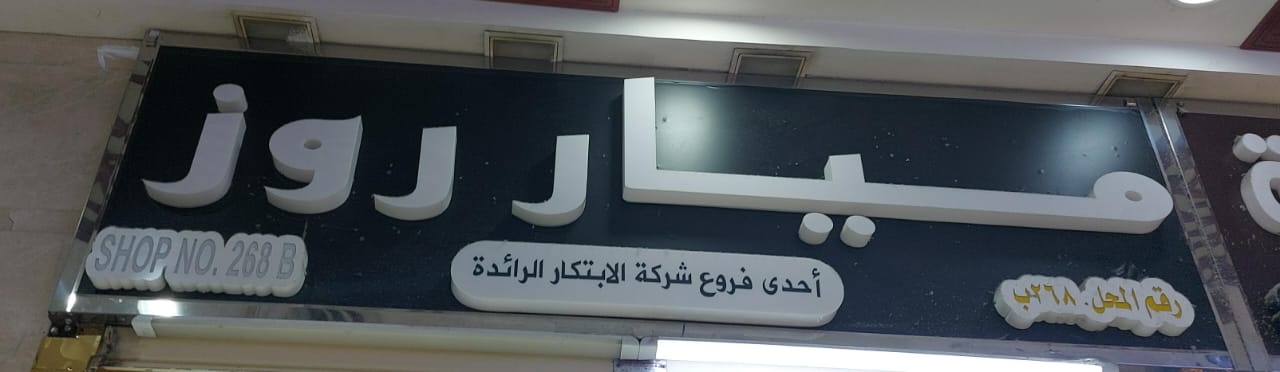 ميار روز
رقم المحل. ٢٦٨ب
أحدى فروع شركة الابتكار الرائدة
SHOP NO. 268 B